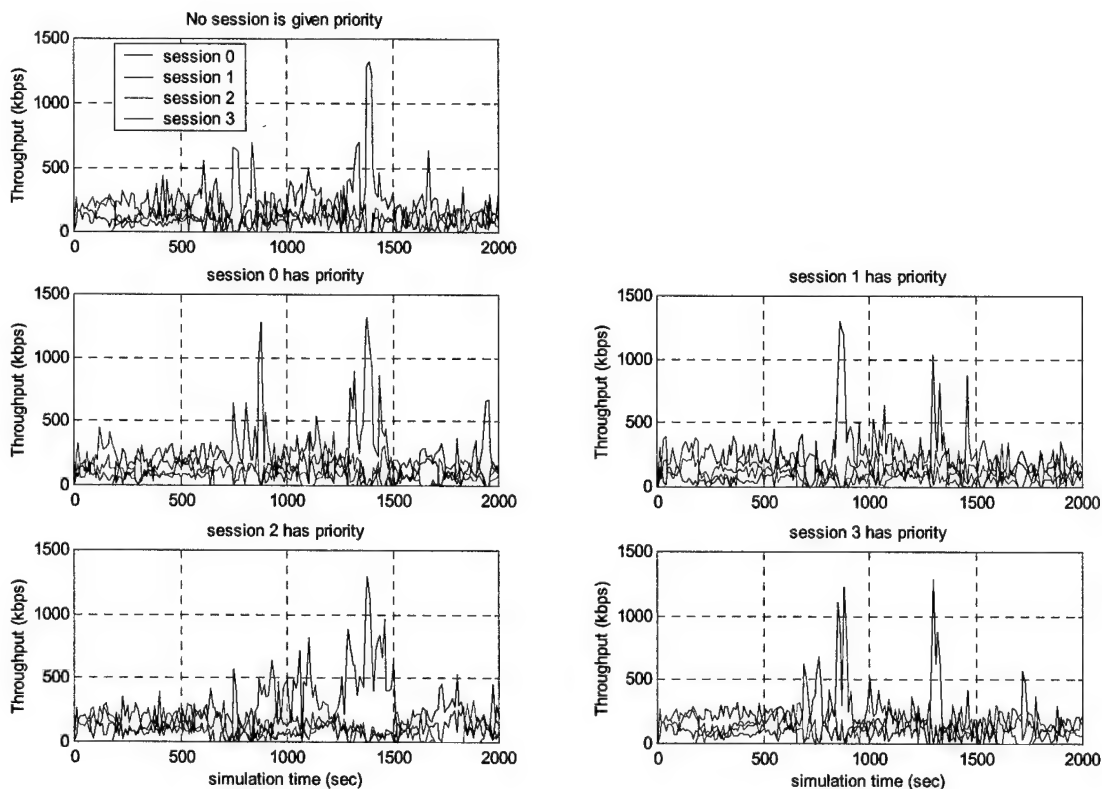 No session is given priority
1500
1000
500
0
Throughput (kbps)
session 0
session 1
session 2
session 3
0 500 1000 1500 2000
session 0 has priority
1500
1000
500
0
Throughput (kbps)
0 500 1000 1500 2000
session 1 has priority
1500
1000
500
0
Throughput (kbps)
0 500 1000 1500 2000
session 2 has priority
1500
1000
500
0
Throughput (kbps)
0 500 1000 1500 2000
simulation time (sec)
session 3 has priority
1500
1000
500
0
Throughput (kbps)
0 500 1000 1500 2000
simulation time (sec)